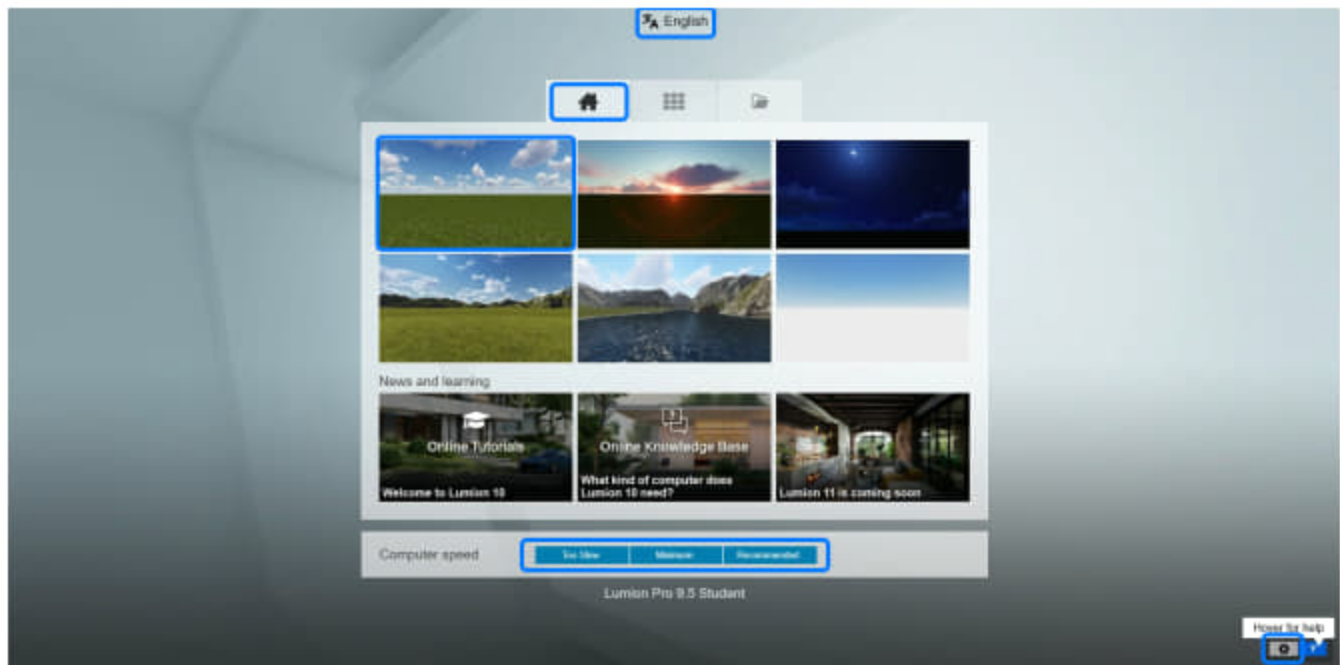 English
News and learning
Online Tutorials
Welcome to Lumion 10
Online Knowledge Base
What kind of computer does
Lumion 10 need?
Lumion 11 is coming soon
Computer speed
Too Slow
Minimum
Recommended
Lumion Pro 9.5 Student
Hover for help